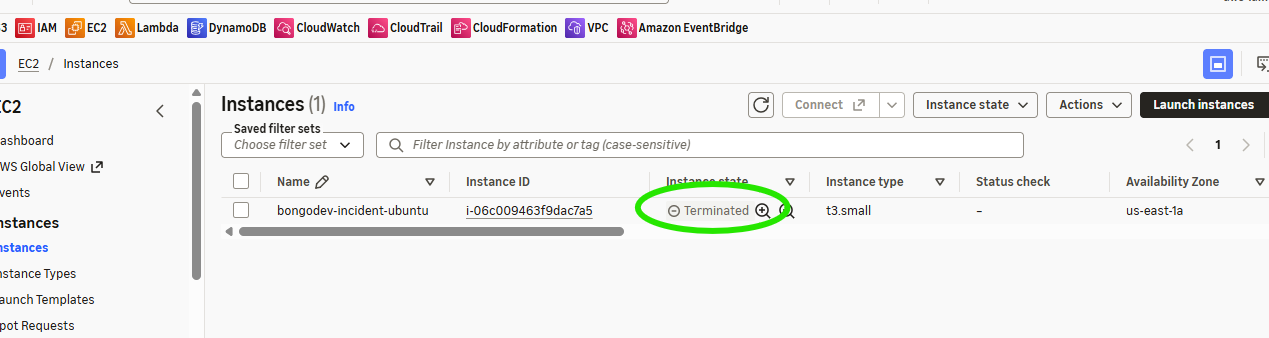 IAM EC2 Lambda DynamoDB CloudWatch CloudTrail CloudFormation VPC Amazon EventBridge
EC2 / Instances
Instances (1) Info
Connect
Instance state
Actions
Launch instances
Saved filter sets
Choose filter set
Filter Instance by attribute or tag (case-sensitive)
1
Name Instance ID Instance state Instance type Status check Availability Zone
bongodev-incident-ubuntu i-06c009463f9dac7a5 Terminated t3.small – us-east-1a
C2
ashboard
WS Global View
vents
nstances
nstances
nstance Types
aunch Templates
pot Requests